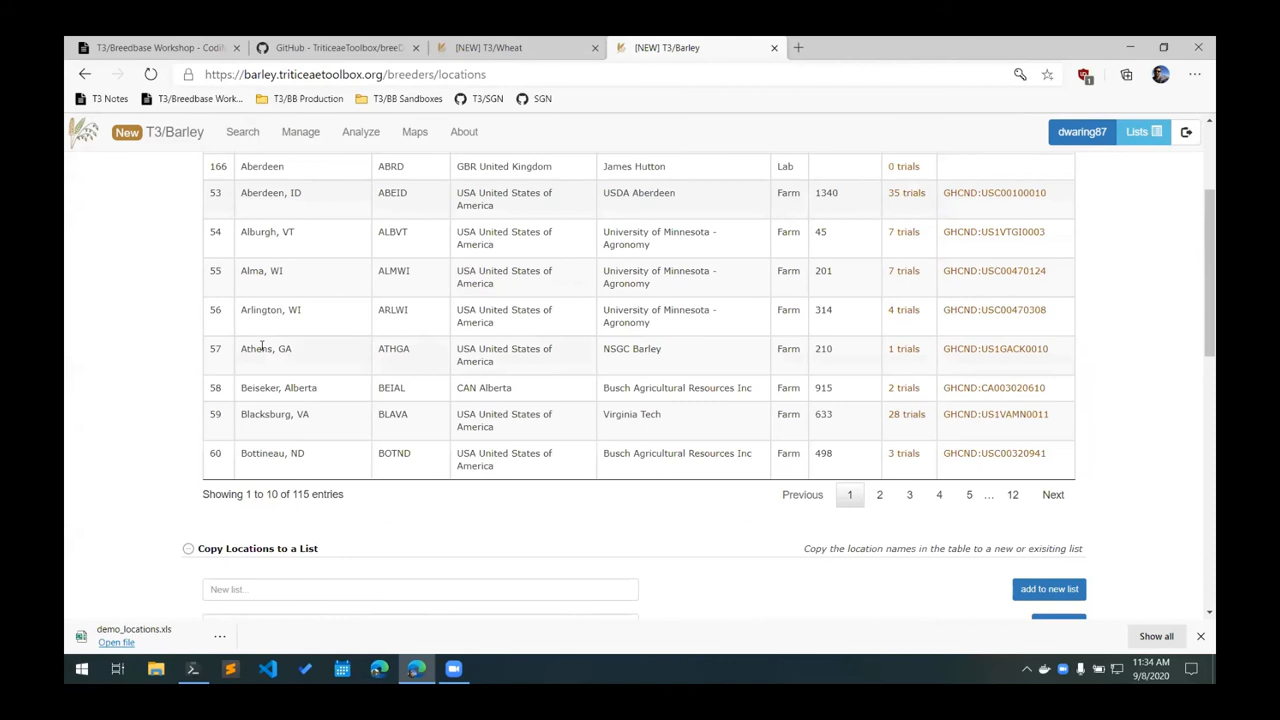 T3/Breedbase Workshop - CodiM
GitHub - TriticeaeToolbox/breeD
[NEW] T3/Wheat
[NEW] T3/Barley
https://barley.triticeaetoolbox.org/breeders/locations
T3 Notes
T3/Breedbase Work...
T3/BB Production
T3/BB Sandboxes
T3/SGN
SGN
New T3/Barley
Search
Manage
Analyze
Maps
About
dwaring87
Lists
166 Aberdeen ABRD GBR United Kingdom James Hutton Lab 0 trials
53 Aberdeen, ID ABEID USA United States of USDA Aberdeen Farm 1340 35 trials GHCND:USC00100010
America
54 Alburgh, VT ALBVT USA United States of University of Minnesota - Farm 45 7 trials GHCND:US1VTGI0003
America Agronomy
55 Alma, WI ALMWI USA United States of University of Minnesota - Farm 201 7 trials GHCND:USC00470124
America Agronomy
56 Arlington, WI ARLWI USA United States of University of Minnesota - Farm 314 4 trials GHCND:USC00470308
America Agronomy
57 Athens, GA ATHGA USA United States of NSGC Barley Farm 210 1 trials GHCND:US1GACK0010
America
58 Beiseker, Alberta BEIAL CAN Alberta Busch Agricultural Resources Inc Farm 915 2 trials GHCND:CA003020610
59 Blacksburg, VA BLAVA USA United States of Virginia Tech Farm 633 28 trials GHCND:US1VAMN0011
America
60 Bottineau, ND BOTND USA United States of Busch Agricultural Resources Inc Farm 498 3 trials GHCND:USC00320941
America
Showing 1 to 10 of 115 entries
Previous 1 2 3 4 5 ... 12 Next
Copy Locations to a List
Copy the location names in the table to a new or exisiting list
New list...
add to new list
demo_locations.xls
Open file
Show all
11:34 AM
9/8/2020